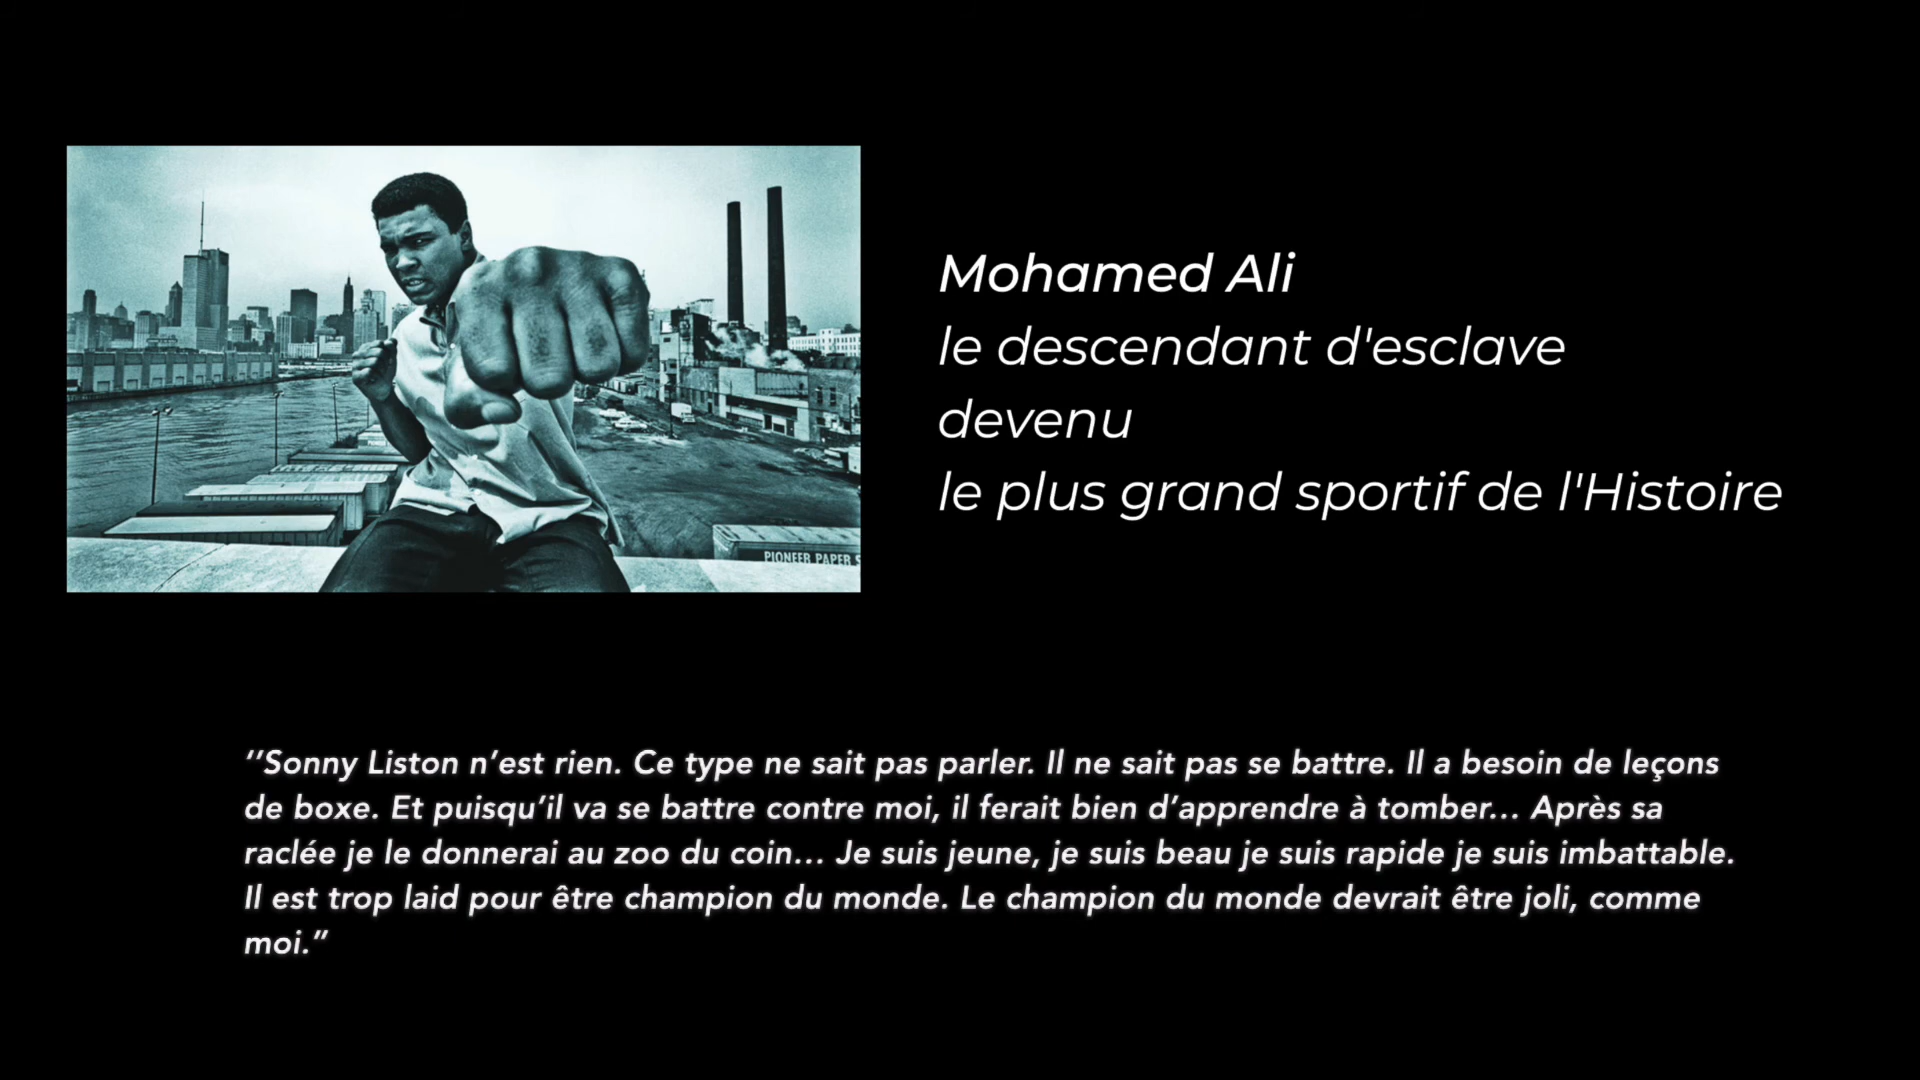 Mohamed Ali
le descendant d'esclave
devenu
le plus grand sportif de l'Histoire
PIONEER PAPER S
‘’Sonny Liston n’est rien. Ce type ne sait pas parler. Il ne sait pas se battre. Il a besoin de leçons
de boxe. Et puisqu’il va se battre contre moi, il ferait bien d’apprendre à tomber… Après sa
raclée je le donnerai au zoo du coin… Je suis jeune, je suis beau je suis rapide je suis imbattable.
Il est trop laid pour être champion du monde. Le champion du monde devrait être joli, comme
moi.”